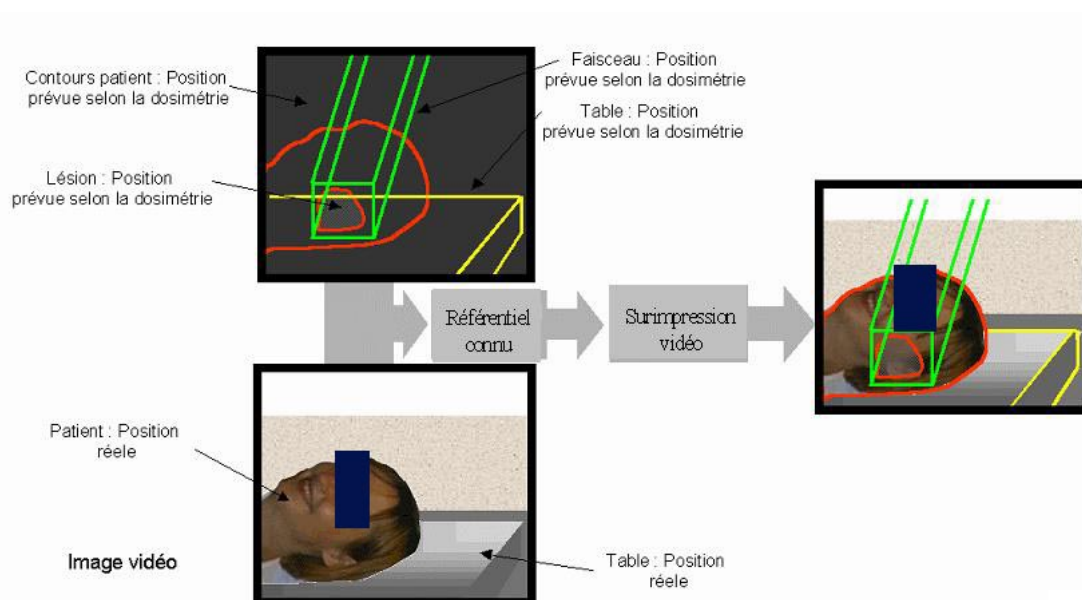 Contours patient : Position
prévue selon la dosimétrie
Faisceau : Position
prévue selon la dosimétrie
Table : Position
prévue selon la dosimétrie
Lésion : Position
prévue selon la dosimétrie
Référentiel
connu
Surimpression
vidéo
Patient : Position
réele
Image vidéo
Table : Position
réele